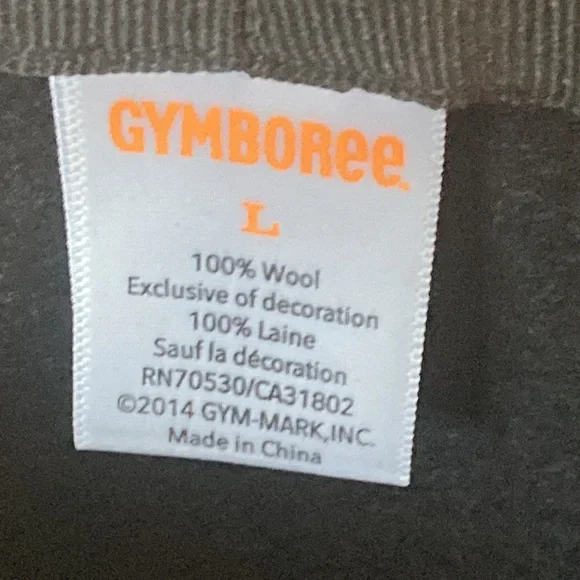 GYMBOREE
L
100% Wool
Exclusive of decoration
100% Laine
Sauf la décoration
RN70530/CA31802
©2014 GYM-MARK,INC.
Made in China